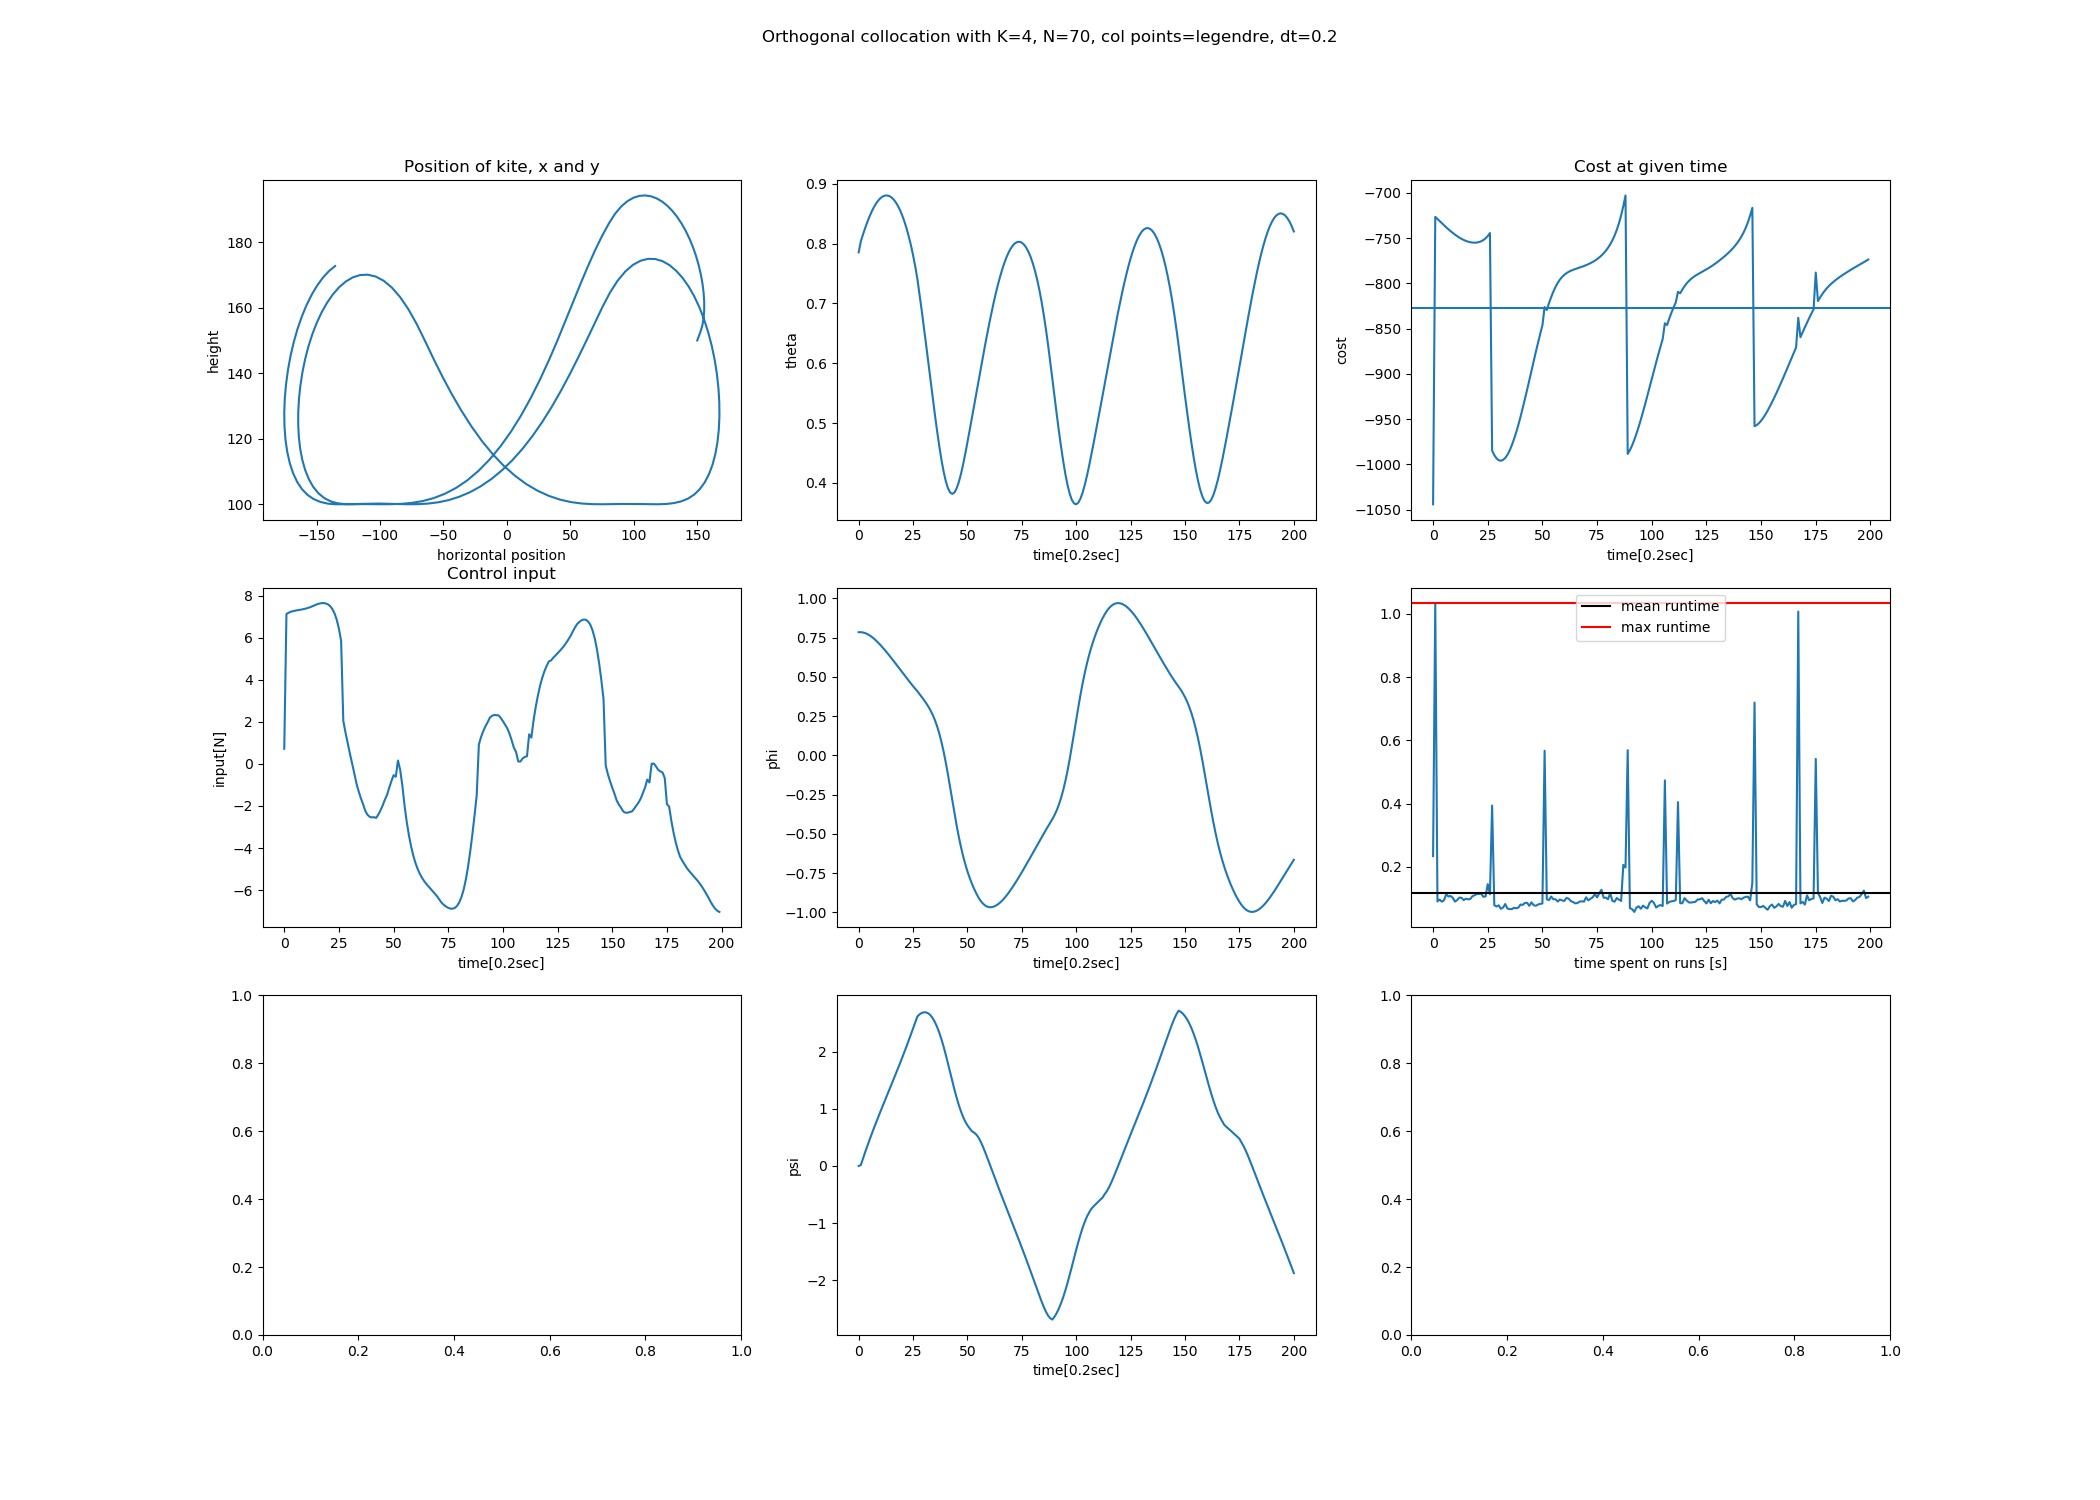 Orthogonal collocation with K=4, N=70, col points=legendre, dt=0.2
Position of kite, x and y
180
160
140
120
100
height
−150 −100 −50 0 50 100 150
horizontal position
0.9
0.8
0.7
0.6
0.5
0.4
theta
0 25 50 75 100 125 150 175 200
time[0.2sec]
Cost at given time
−700
−750
−800
−850
−900
−950
−1000
−1050
cost
0 25 50 75 100 125 150 175 200
time[0.2sec]
Control input
8
6
4
2
0
−2
−4
−6
input[N]
0 25 50 75 100 125 150 175 200
time[0.2sec]
1.00
0.75
0.50
0.25
0.00
−0.25
−0.50
−0.75
−1.00
phi
0 25 50 75 100 125 150 175 200
time[0.2sec]
mean runtime
max runtime
1.0
0.8
0.6
0.4
0.2
0 25 50 75 100 125 150 175 200
time spent on runs [s]
1.0
0.8
0.6
0.4
0.2
0.0
0.0 0.2 0.4 0.6 0.8 1.0
2
1
0
−1
−2
psi
0 25 50 75 100 125 150 175 200
time[0.2sec]
1.0
0.8
0.6
0.4
0.2
0.0
0.0 0.2 0.4 0.6 0.8 1.0